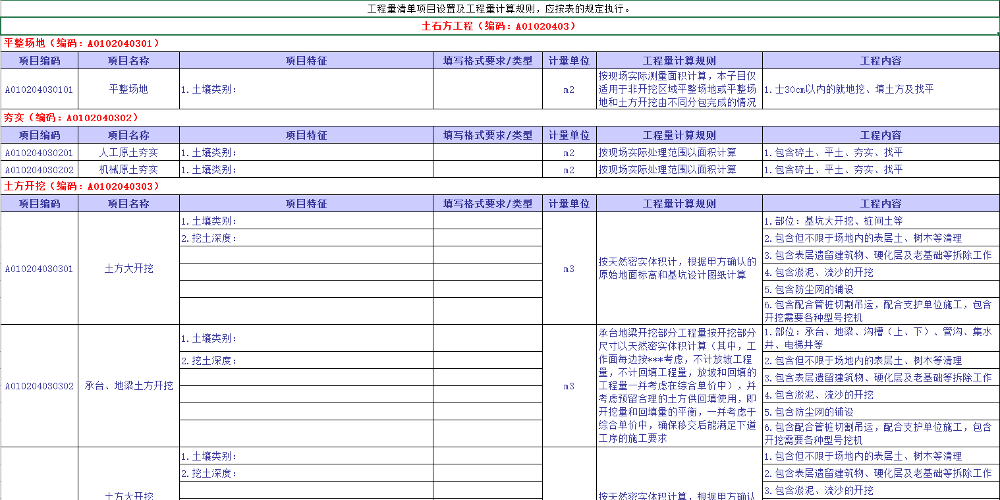 工程量清单项目设置及工程量计算规则，应按表的规定执行。
土石方工程（编码：A01020403）
平整场地（编码：A0102040301）
项目编码 项目名称 项目特征 填写格式要求/类型 计量单位 工程量计算规则 工程内容
A010204030101 平整场地 1.土壤类别： m2
按现场实际测量面积计算，本子目仅
适用于非开挖区域平整场地或平整场
地和土方开挖由不同分包完成的情况
1.士30cm以内的就地挖、填土方及找平
夯实（编码：A0102040302）
项目编码 项目名称 项目特征 填写格式要求/类型 计量单位 工程量计算规则 工程内容
A010204030201 人工原土夯实 1.土壤类别： m2 按现场实际处理范围以面积计算 1.包含碎土、平土、夯实、找平
A010204030202 机械原土夯实 1.土壤类别： m2 按现场实际处理范围以面积计算 1.包含碎土、平土、夯实、找平
土方开挖（编码：A0102040303）
项目编码 项目名称 项目特征 填写格式要求/类型 计量单位 工程量计算规则 工程内容
A010204030301 土方大开挖
1.土壤类别：
2.挖土深度：
m3
按天然密实体积计，根据甲方确认的
原始地面标高和基坑设计图纸计算
1.部位：基坑大开挖、桩间土等
2.包含但不限于场地内的表层土、树木等清理
3.包含表层遗留建筑物、硬化层及老基础等拆除工作
4.包含淤泥、流沙的开挖
5.包含防尘网的铺设
6.包含配合管桩切割吊运，配合支护单位施工，包含
开挖需要各种型号挖机
A010204030302 承台、地梁土方开挖
1.土壤类别：
2.挖土深度：
m3
承台地梁开挖部分工程量按开挖部分
尺寸以天然密实体积计算（其中，工
作面每边按***考虑，不计放坡工程
量，不计回填工程量，放坡和回填的
工程量一并考虑在综合单价中），并
考虑预留合理的土方供回填使用，即
开挖量和回填量的平衡，一并考虑于
综合单价中，确保移交后能满足下道
工序的施工要求
1.部位：承台、地梁、沟槽（上、下）、管沟、集水
井、电梯井等
2.包含但不限于场地内的表层土、树木等清理
3.包含表层遗留建筑物、硬化层及老基础等拆除工作
4.包含淤泥、流沙的开挖
5.包含防尘网的铺设
6.包含配合管桩切割吊运，配合支护单位施工，包含
开挖需要各种型号挖机
土方大开挖
1.土壤类别：
2.挖土深度：
按天然密实体积计算，根据甲方确认
1.包含但不限于场地内的表层土、树木等清理
2.包含表层遗留建筑物、硬化层及老基础等拆除工作
3.包含淤泥、流沙的开挖